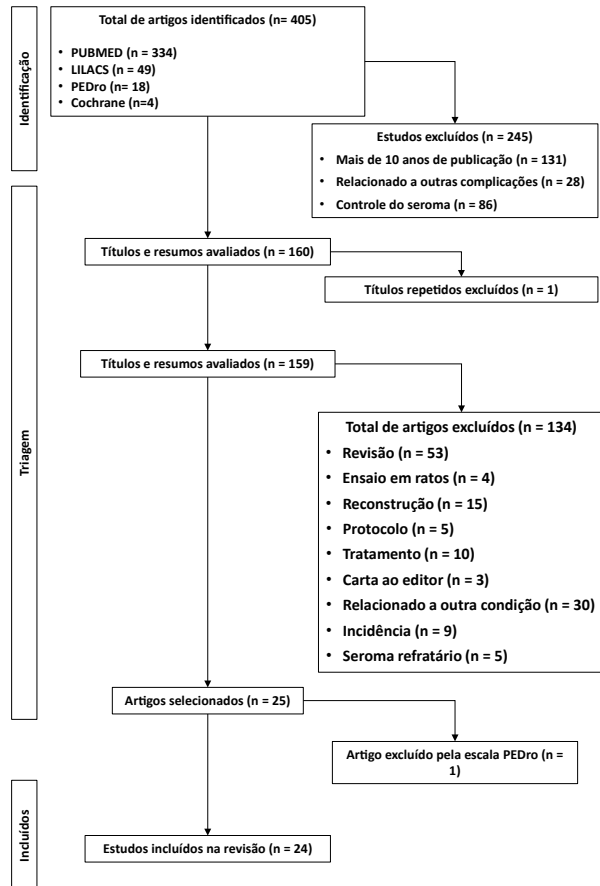 Identificação
Total de artigos identificados (n= 405)
• PUBMED (n = 334)
• LILACS (n = 49)
• PEDro (n= 18)
• Cochrane (n=4)
Estudos excluídos (n = 245)
• Mais de 10 anos de publicação (n = 131)
• Relacionado a outras complicações (n = 28)
• Controle do seroma (n = 86)
Triagem
Títulos e resumos avaliados (n = 160)
Títulos repetidos excluídos (n = 1)
Títulos e resumos avaliados (n = 159)
Total de artigos excluídos (n = 134)
• Revisão (n = 53)
• Ensaio em ratos (n = 4)
• Reconstrução (n = 15)
• Protocolo (n = 5)
• Tratamento (n = 10)
• Carta ao editor (n = 3)
• Relacionado a outra condição (n = 30)
• Incidência (n = 9)
• Seroma refratário (n = 5)
Artigos selecionados (n = 25)
Artigo excluído pela escala PEDro (n =
1)
Incluídos
Estudos incluídos na revisão (n = 24)